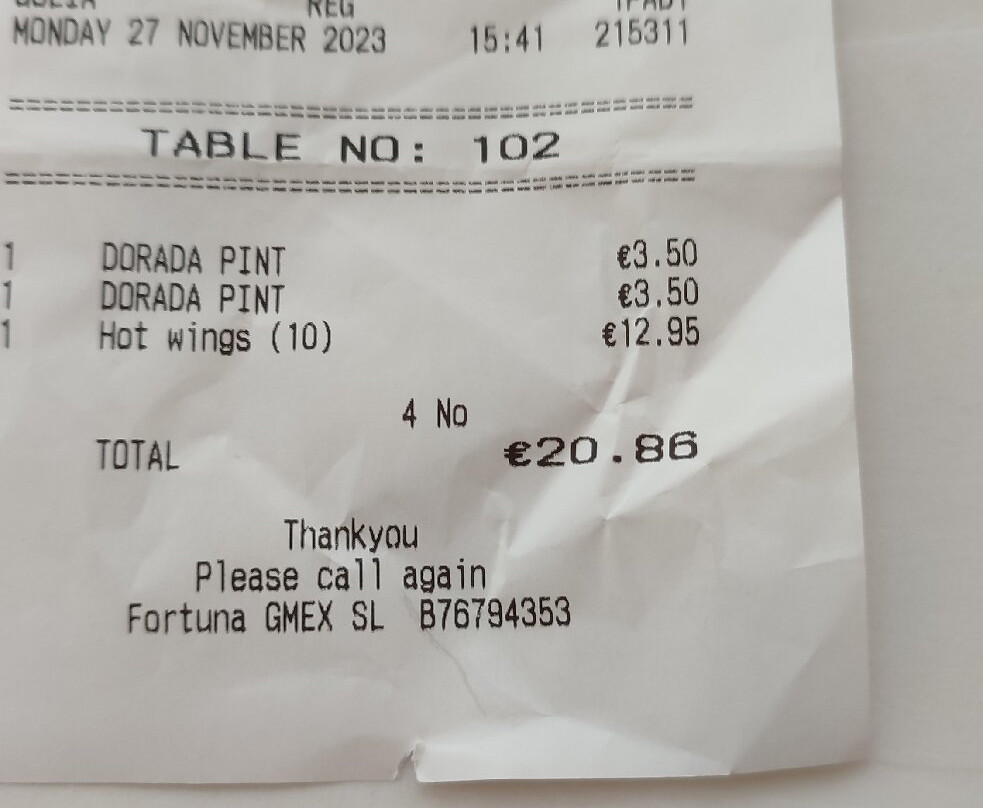 REG
MONDAY 27 NOVEMBER 2023 15:41 215311
TABLE NO: 102
1 DORADA PINT €3.50
1 DORADA PINT €3.50
1 Hot wings (10) €12.95
4 No
TOTAL €20.86
Thankyou
Please call again
Fortuna GMEX SL B76794353